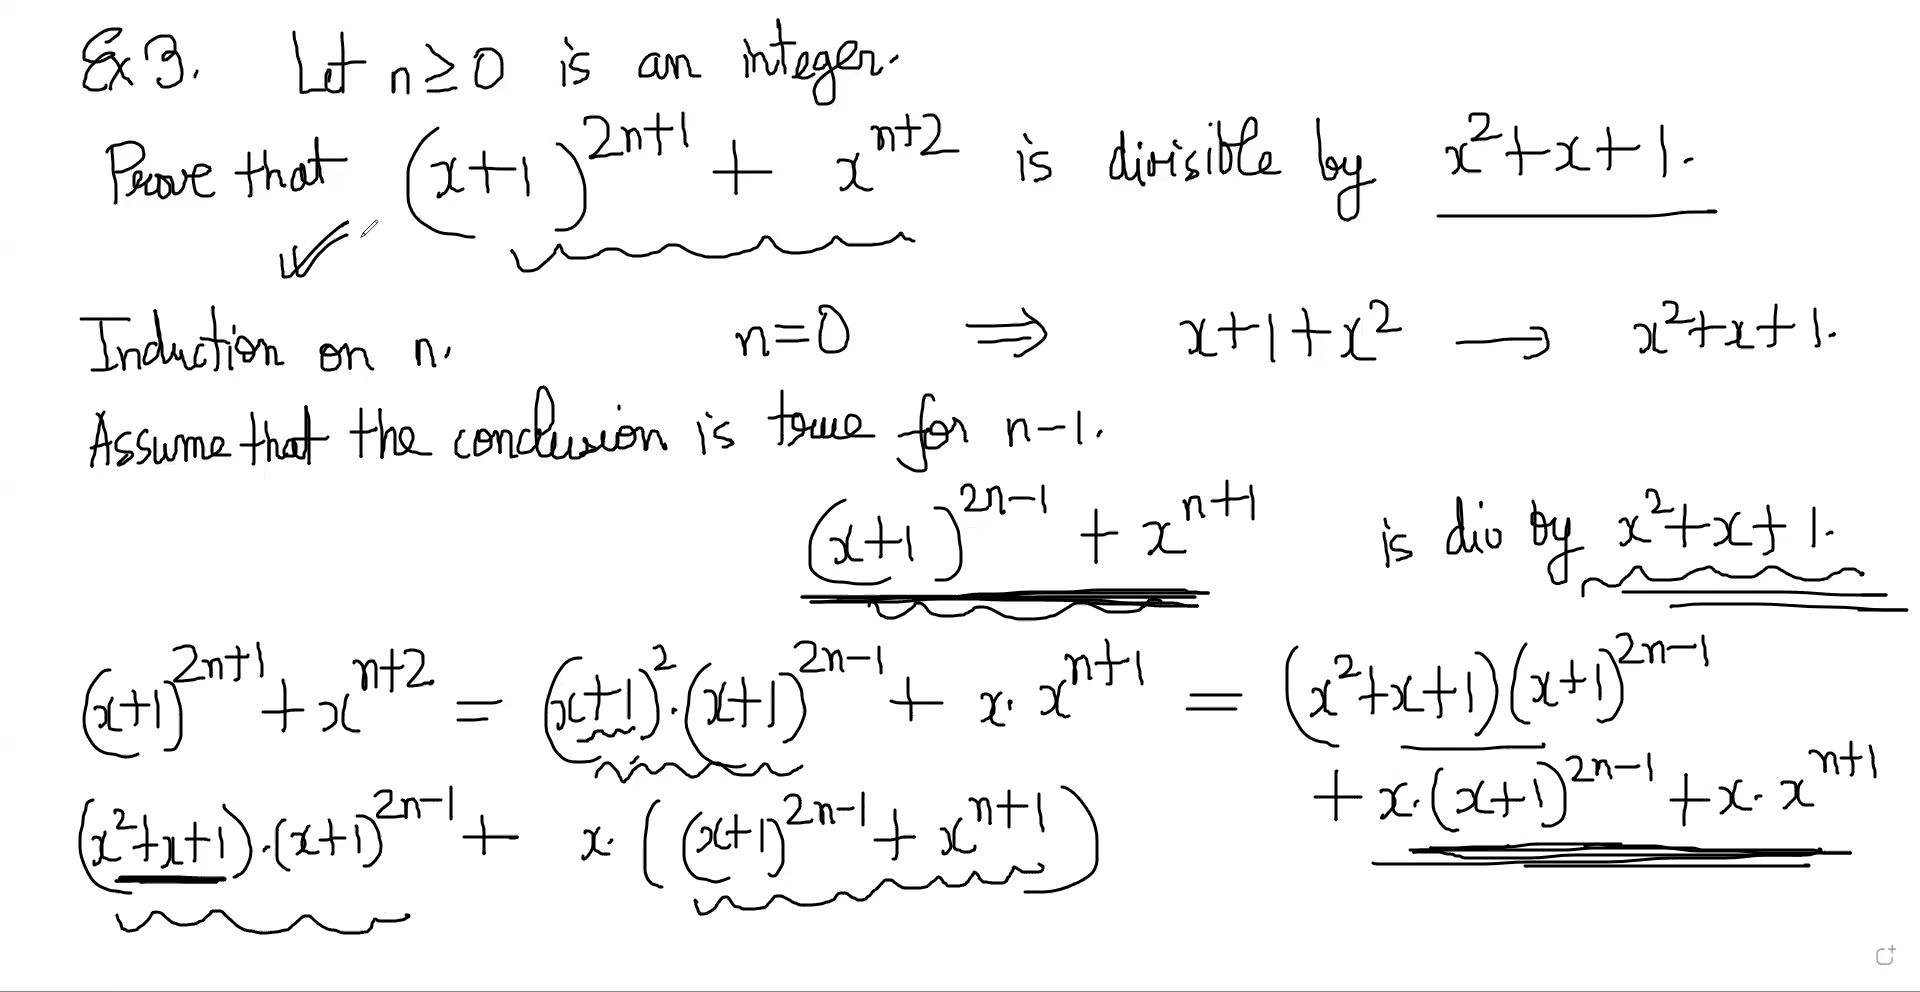 Ex 3. Let n ≥ 0 is an integer.
Prove that (x+1)^{2n+1} + x^{n+2} is divisible by x^2+x+1.
Induction on n. n=0 ⟹ x+1+x^2 ⟶ x^2+x+1.
Assume that the conclusion is true for n-1.
(x+1)^{2n-1} + x^{n+1} is div by x^2+x+1.
(x+1)^{2n+1} + x^{n+2} = (x+1)^2·(x+1)^{2n-1} + x·x^{n+1} = (x^2+x+1)(x+1)^{2n-1}
+ x·(x+1)^{2n-1} + x·x^{n+1}
(x^2+x+1)·(x+1)^{2n-1} + x·((x+1)^{2n-1} + x^{n+1})